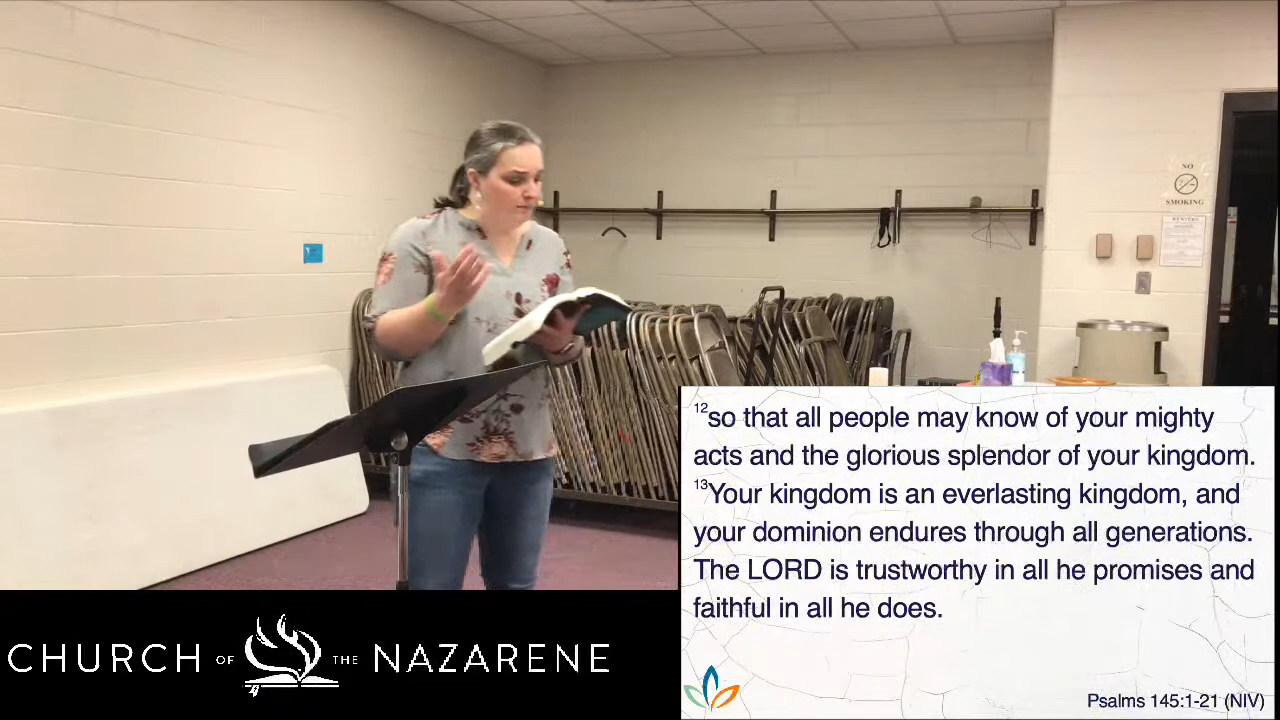 NO
SMOKING
12so that all people may know of your mighty
acts and the glorious splendor of your kingdom.
13Your kingdom is an everlasting kingdom, and
your dominion endures through all generations.
The LORD is trustworthy in all he promises and
faithful in all he does.
Psalms 145:1-21 (NIV)
CHURCH OF THE NAZARENE